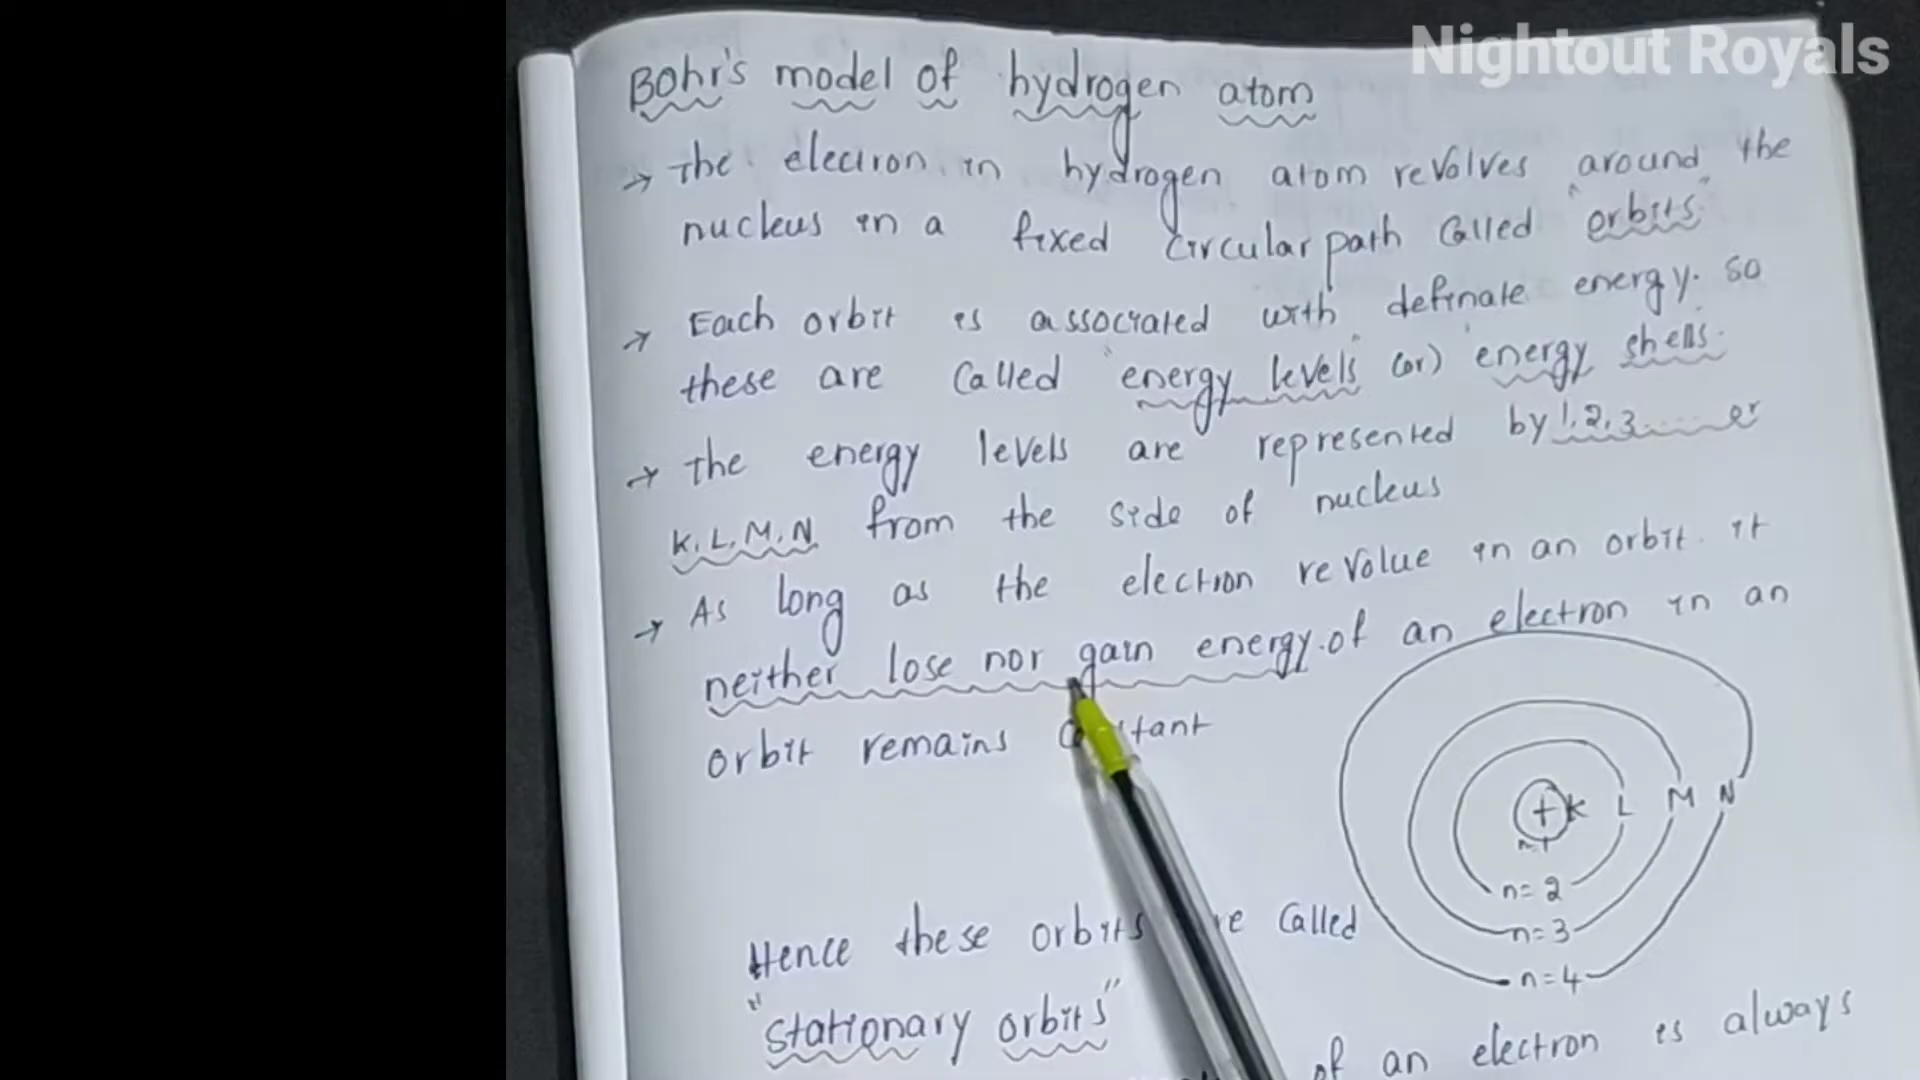 Nightout Royals
Bohr's model of hydrogen atom
→ The electron in hydrogen atom revolves around the
nucleus in a fixed circular path called "orbits"
→ Each orbit is associated with definate energy. so
these are called "energy levels" (or) energy shells.
→ the energy levels are represented by 1,2,3.... or
K.L.M.N from the side of nucleus
→ As long as the electron revolue in an orbit. it
neither lose nor gain energy. of an electron in an
orbit remains
+ K L M N
n=1
n=2
n=3
n=4
Hence these orbits called
"stationary orbits"
of an electron is always